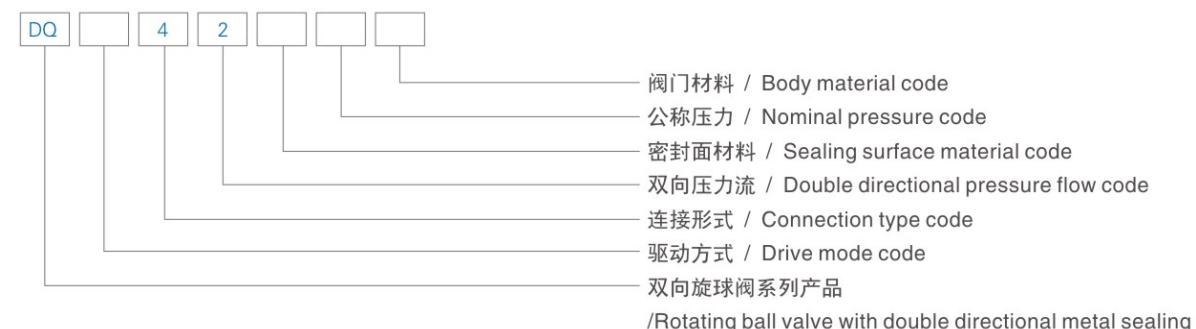 DQ 4 2
阀门材料 / Body material code
公称压力 / Nominal pressure code
密封面材料 / Sealing surface material code
双向压力流 / Double directional pressure flow code
连接形式 / Connection type code
驱动方式 / Drive mode code
双向旋球阀系列产品
/Rotating ball valve with double directional metal sealing